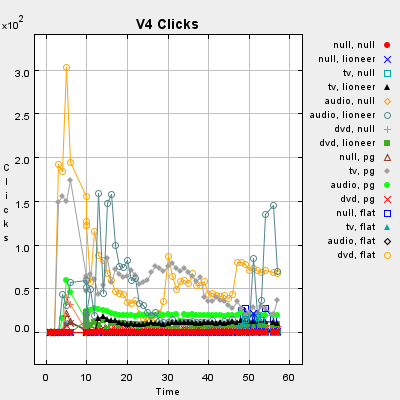 V4 Clicks
x10²
3.0
2.0
1.5
1.0
0.5
0.0
Clicks
0
10
20
30
40
50
60
Time
null, null
null, lioneer
tv, null
tv, lioneer
audio, null
audio, lioneer
dvd, null
dvd, lioneer
null, pg
tv, pg
audio, pg
dvd, pg
null, flat
tv, flat
audio, flat
dvd, flat